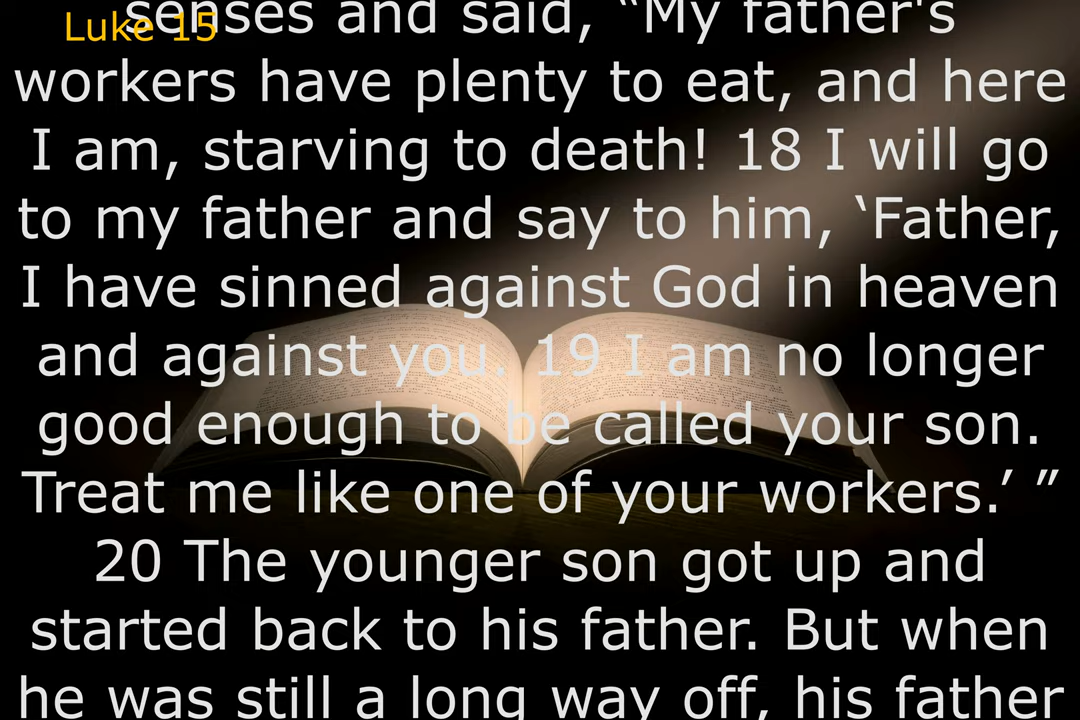 senses and said, “My father's
Luke 15
workers have plenty to eat, and here
I am, starving to death! 18 I will go
to my father and say to him, ‘Father,
I have sinned against God in heaven
and against you. 19 I am no longer
good enough to be called your son.
Treat me like one of your workers.’ ”
20 The younger son got up and
started back to his father. But when
he was still a long way off, his father